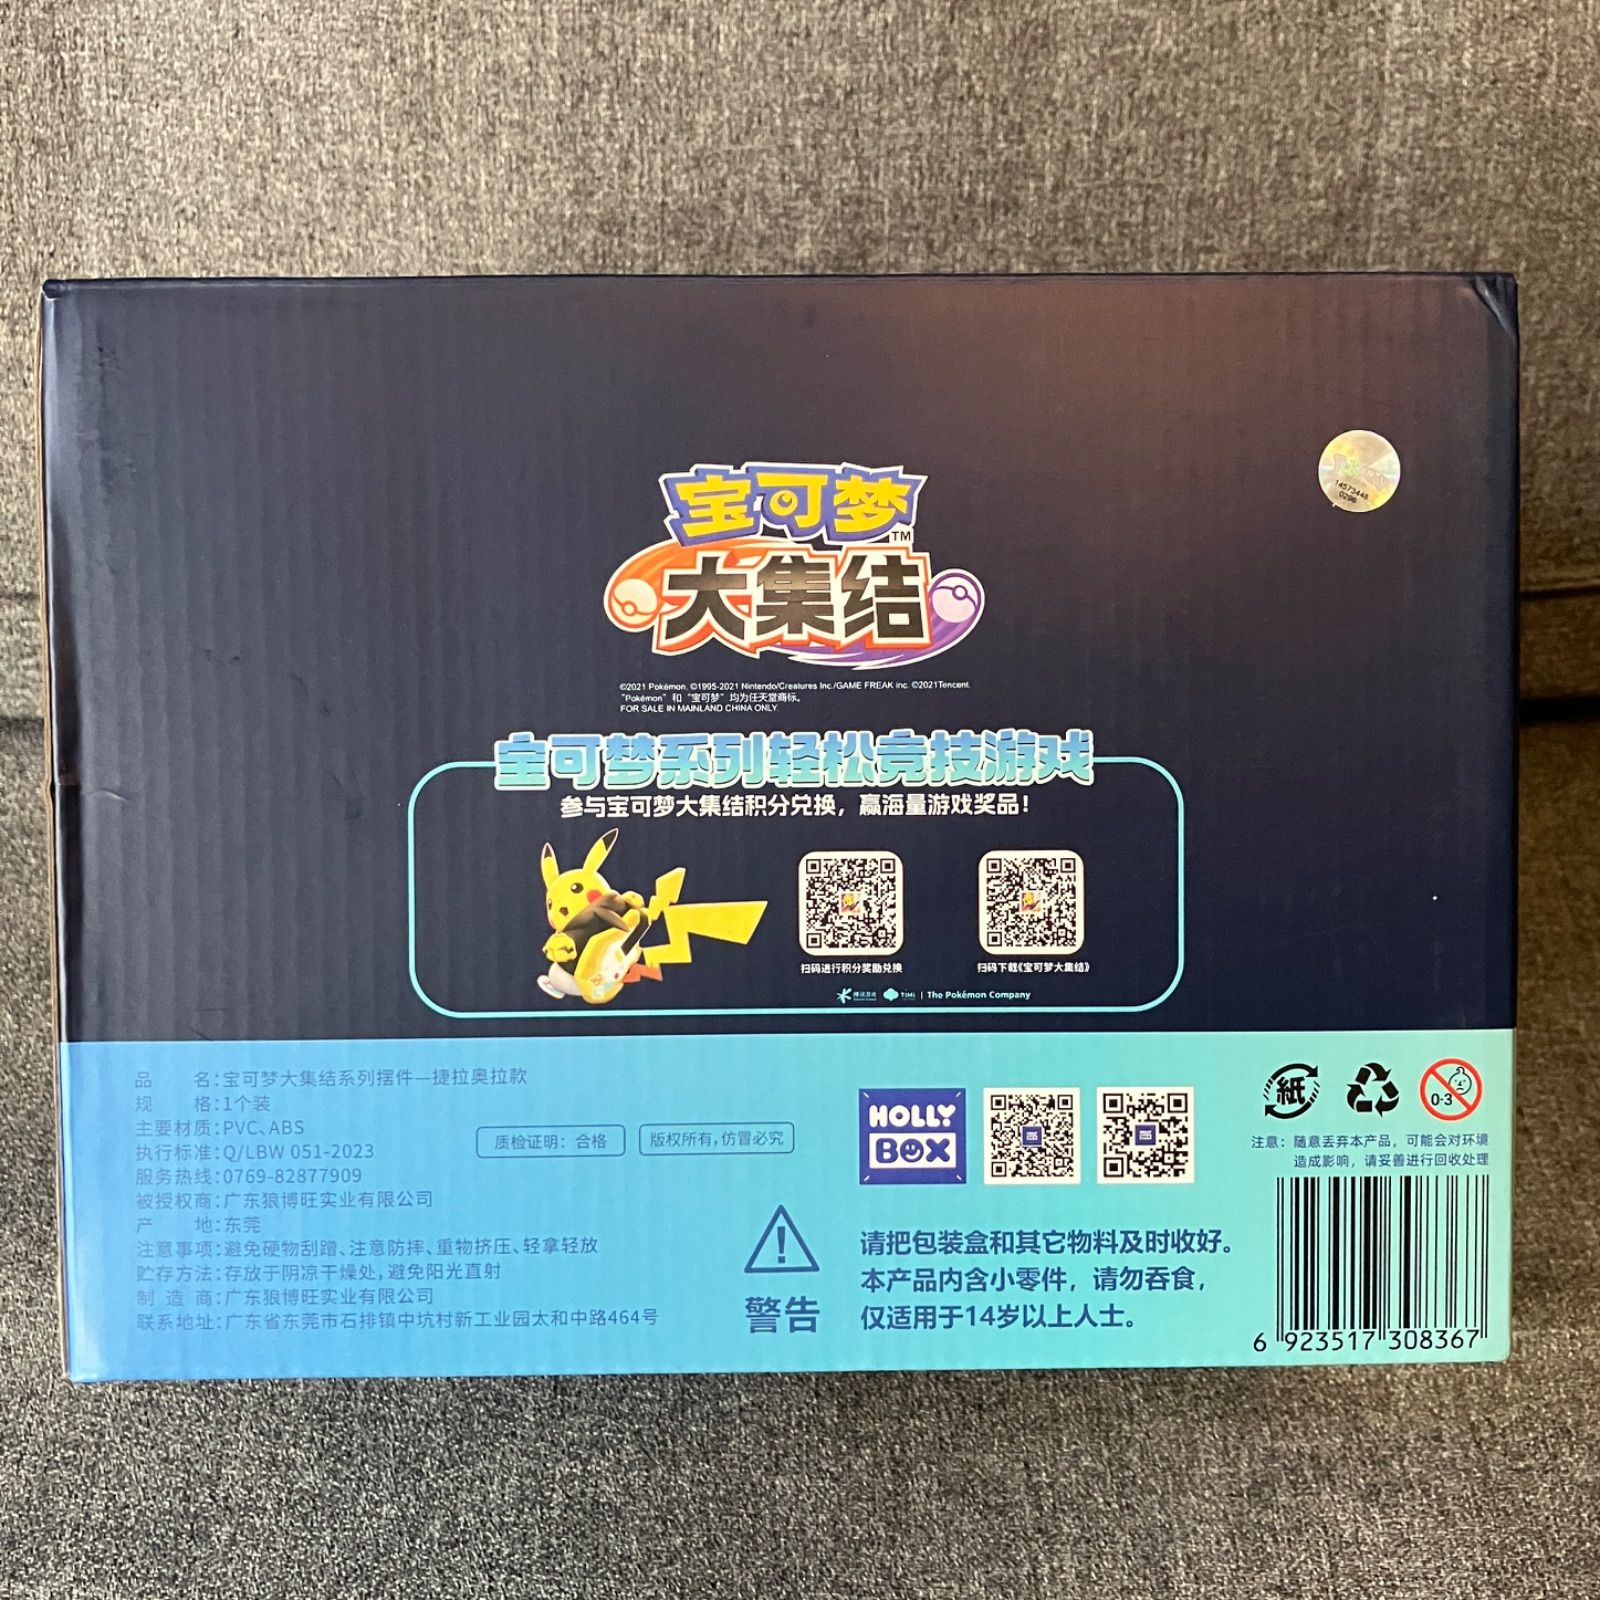 宝可梦
TM
大集结
14573448
0296
©2021 Pokémon. ©1995-2021 Nintendo/Creatures Inc./GAME FREAK inc. ©2021Tencent.
"Pokémon" 和 "宝可梦" 均为任天堂商标。
FOR SALE IN MAINLAND CHINA ONLY.
宝可梦系列轻松竞技游戏
参与宝可梦大集结积分兑换，赢海量游戏奖品！
扫码进行积分奖励兑换
扫码下载《宝可梦大集结》
腾讯游戏 TiMi | The Pokémon Company
品 名：宝可梦大集结系列摆件—捷拉奥拉款
规 格：1个装
主要材质：PVC、ABS
执行标准：Q/LBW 051-2023
服务热线：0769-82877909
被授权商：广东狼博旺实业有限公司
产 地：东莞
注意事项：避免硬物刮蹭、注意防摔、重物挤压、轻拿轻放
贮存方法：存放于阴凉干燥处，避免阳光直射
制 造 商：广东狼博旺实业有限公司
联系地址：广东省东莞市石排镇中坑村新工业园太和中路464号
质检证明：合格
版权所有，仿冒必究
HOLLY
BOX
警告
请把包装盒和其它物料及时收好。
本产品内含小零件，请勿吞食，
仅适用于14岁以上人士。
紙
0-3
注意：随意丢弃本产品，可能会对环境
造成影响，请妥善进行回收处理
6 923517 308367